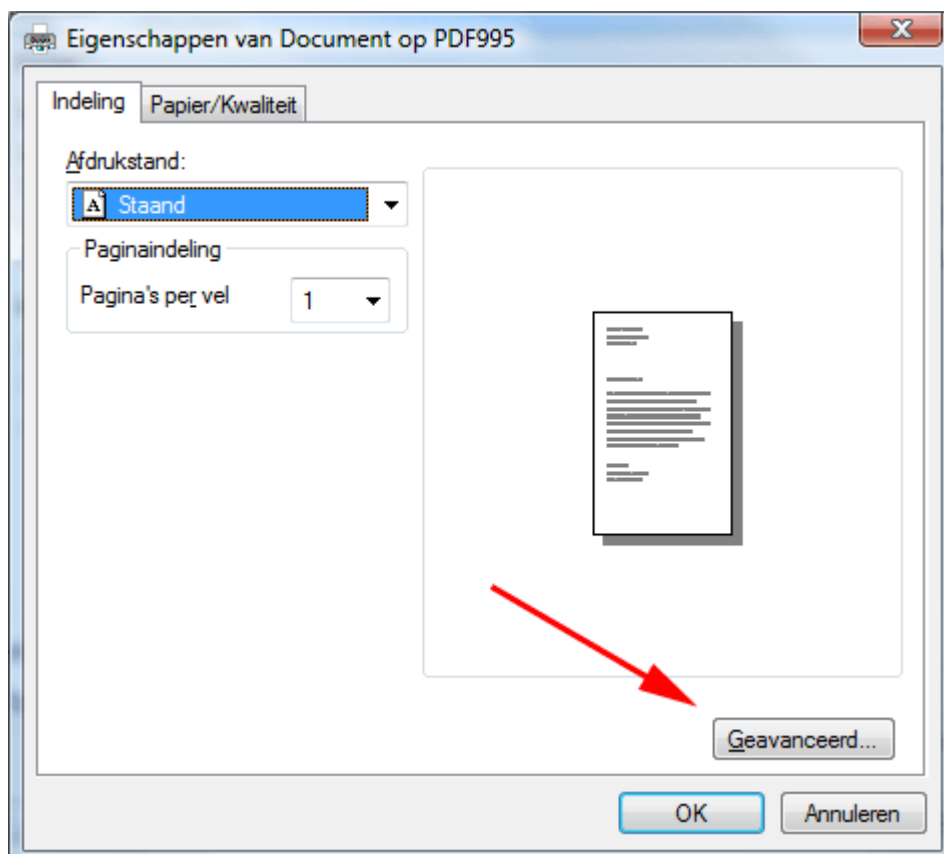 Eigenschappen van Document op PDF995
Indeling
Papier/Kwaliteit
Afdrukstand:
Staand
Paginaindeling
Pagina's per vel
1
Geavanceerd...
OK
Annuleren